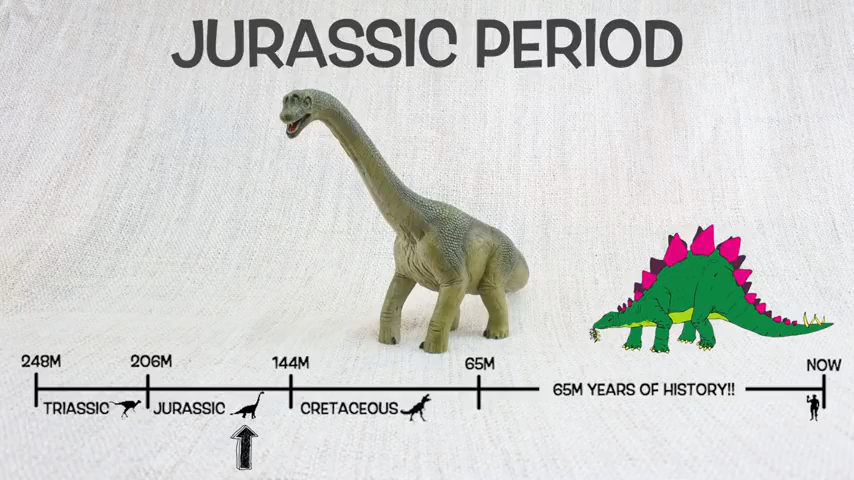 JURASSIC PERIOD
248M 206M 144M 65M NOW
65M YEARS OF HISTORY!!
TRIASSIC JURASSIC CRETACEOUS